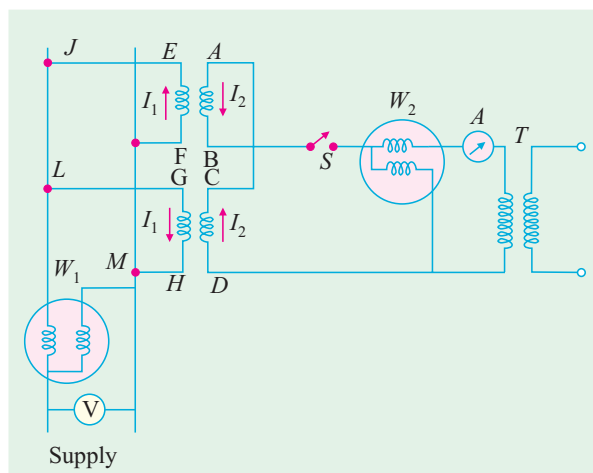 J E A
I₁ I₂ W₂ A
S T
F B
L G C
I₁ I₂
M H D
W₁
V
Supply